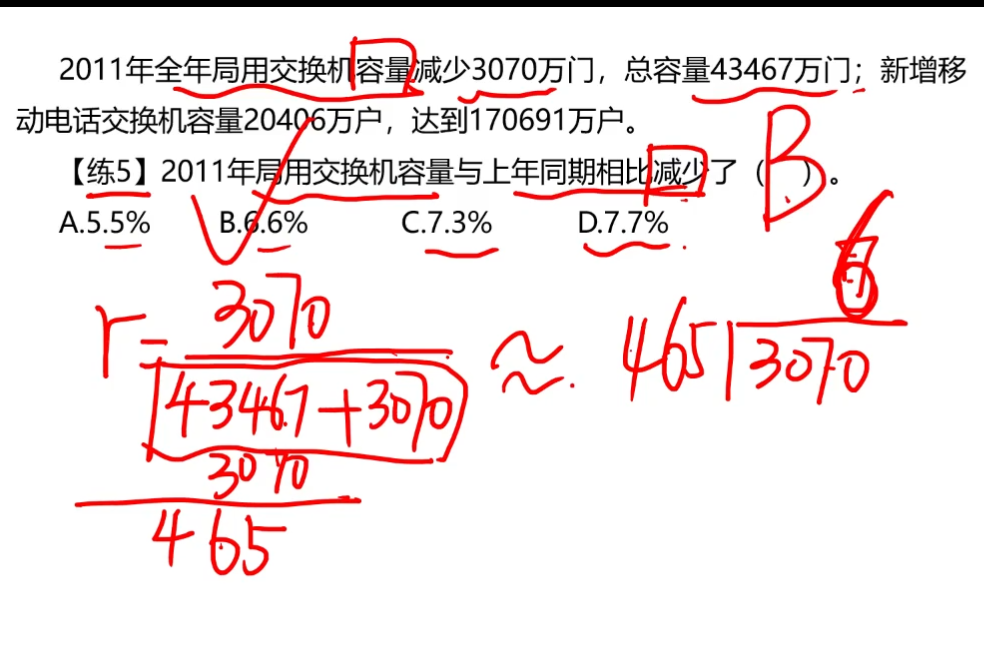 2011年全年局用交换机容量减少3070万门，总容量43467万门；新增移
动电话交换机容量20406万户，达到170691万户。
【练5】2011年局用交换机容量与上年同期相比减少了（B）。
A.5.5% B.6.6% C.7.3% D.7.7%
6
r = 3070 ≈ 465 3070
43467+3070
3070
465